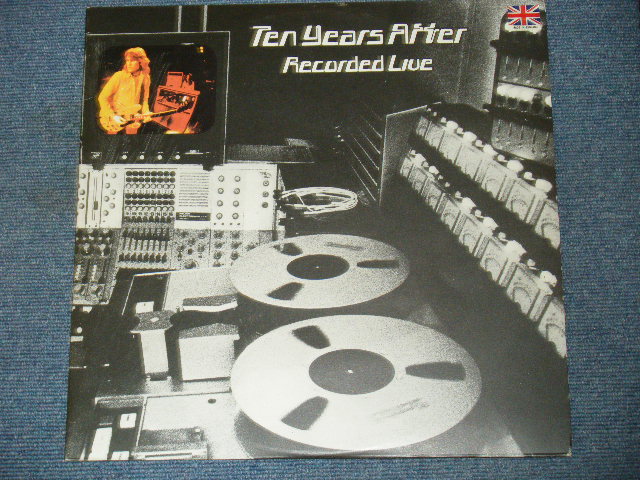 Ten Years After
Recorded Live